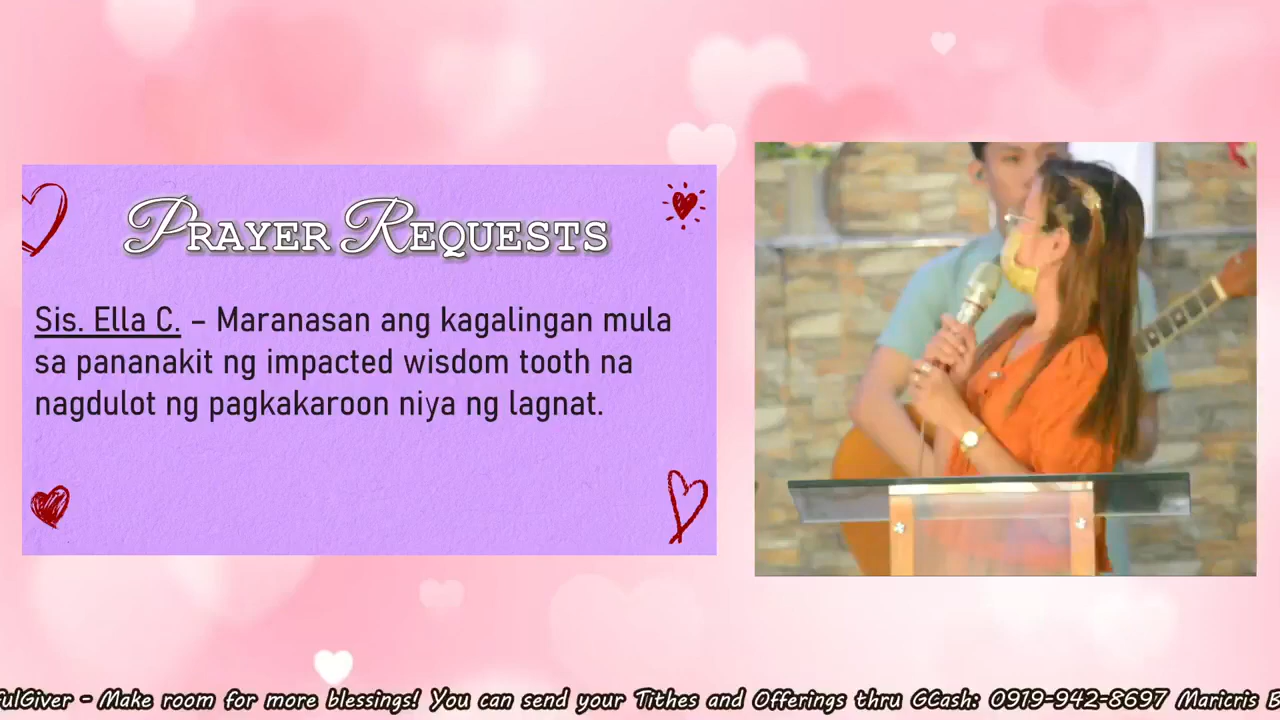 PRAYER REQUESTS
Sis. Ella C. – Maranasan ang kagalingan mula
sa pananakit ng impacted wisdom tooth na
nagdulot ng pagkakaroon niya ng lagnat.
fulGiver - Make room for more blessings! You can send your Tithes and Offerings thru GCash: 0919-942-8697 Maricris B